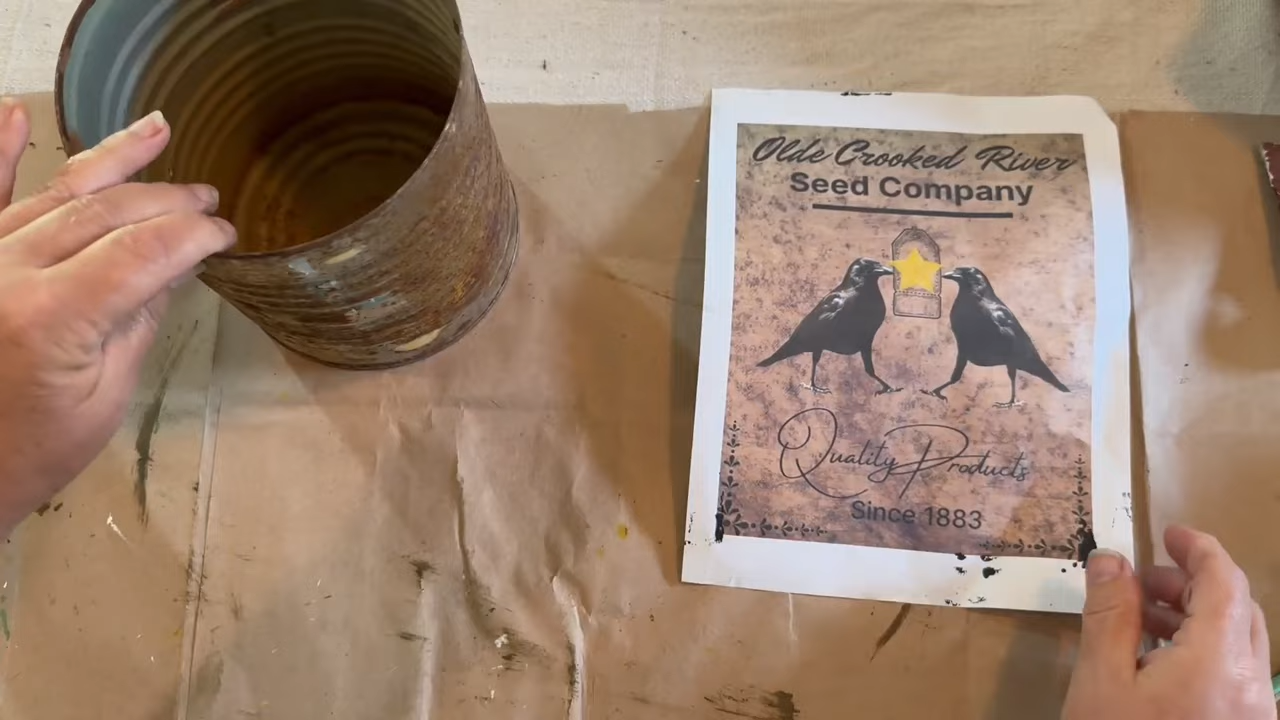 Olde Crooked River
Seed Company
Quality Products
Since 1883